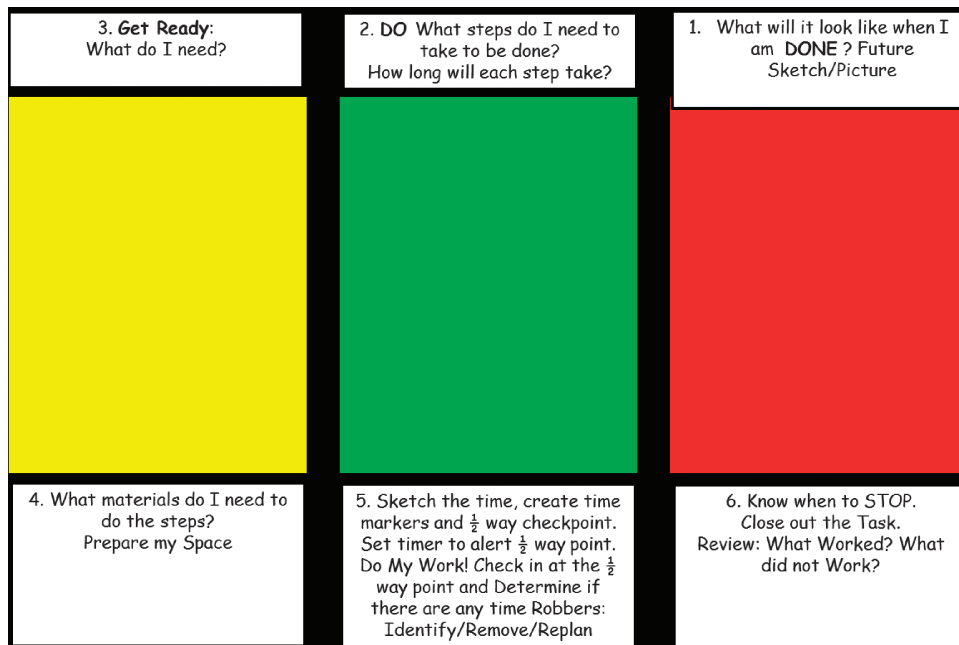 3. Get Ready:
What do I need?
2. DO What steps do I need to
take to be done?
How long will each step take?
1. What will it look like when I
am DONE ? Future
Sketch/Picture
4. What materials do I need to
do the steps?
Prepare my Space
5. Sketch the time, create time
markers and ½ way checkpoint.
Set timer to alert ½ way point.
Do My Work! Check in at the ½
way point and Determine if
there are any time Robbers:
Identify/Remove/Replan
6. Know when to STOP.
Close out the Task.
Review: What Worked? What
did not Work?